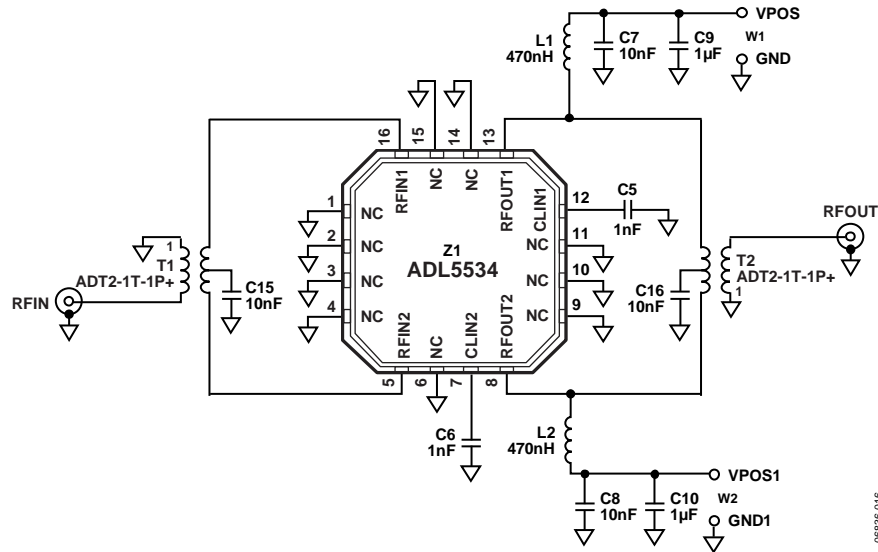 VPOS
L1
470nH
C7
10nF
C9
1µF
W1
GND
16
15
14
13
RFIN1
NC
NC
RFOUT1
CLIN1
12
C5
1nF
RFOUT
1
NC
2
NC
3
NC
4
NC
Z1
ADL5534
NC
11
NC
10
NC
9
1
T1
ADT2-1T-1P+
RFIN
C15
10nF
C16
10nF
T2
ADT2-1T-1P+
1
RFIN2
NC
CLIN2
RFOUT2
5
6
7
8
C6
1nF
L2
470nH
VPOS1
C8
10nF
C10
1µF
W2
GND1
06836-016